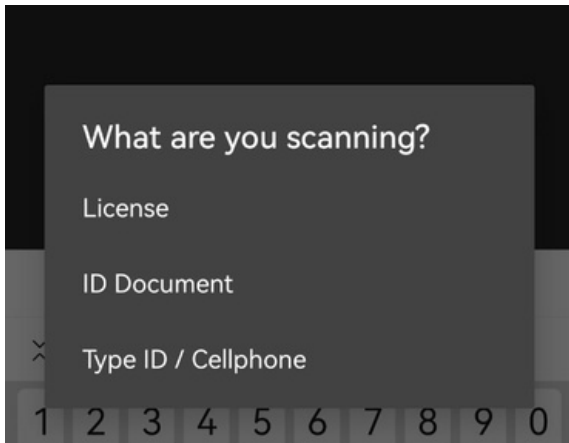 What are you scanning?
License
ID Document
Type ID / Cellphone
1 2 3 4 5 6 7 8 9 0